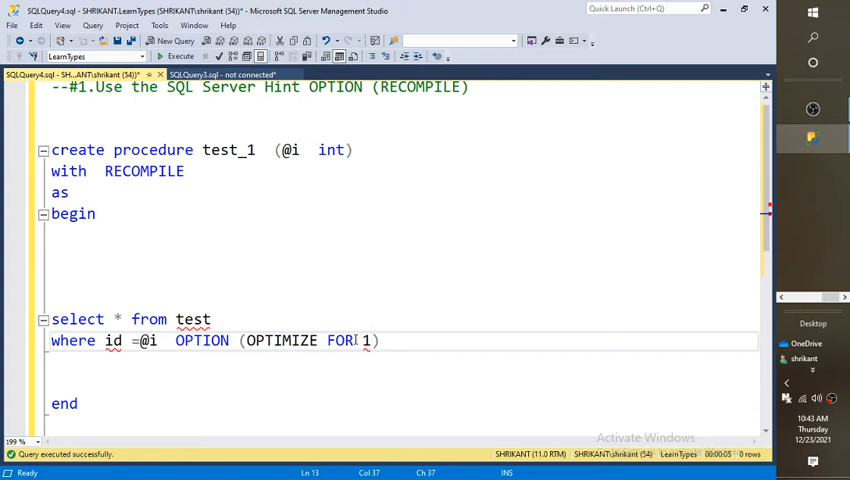 SQLQuery4.sql - SHRIKANT.LearnTypes (SHRIKANT\shrikant (54))* - Microsoft SQL Server Management Studio
Quick Launch (Ctrl+Q)
File Edit View Query Project Tools Window Help
New Query
LearnTypes Execute
SQLQuery4.sql - SH...ANT\shrikant (54))* SQLQuery3.sql - not connected*
--#1.Use the SQL Server Hint OPTION (RECOMPILE)
create procedure test_1 (@i int)
with RECOMPILE
as
begin
select * from test
where id =@i OPTION (OPTIMIZE FOR 1)
end
199 %
Activate Windows
Query executed successfully. SHRIKANT (11.0 RTM) SHRIKANT\shrikant (54) LearnTypes 00:00:05 0 rows
Ready Ln 13 Col 37 Ch 37 INS
Desktop
OneDrive
shrikant
10:43 AM
Thursday
12/23/2021